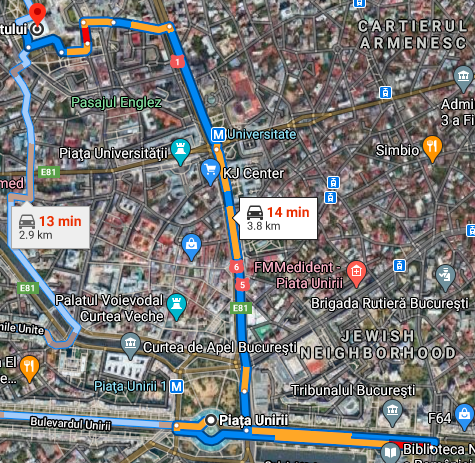 CARTIERUL
ARMENESC
tului
1
Pasajul Englez
Admi
3 a Fi
M Universitate
Simbio
Piața Universității
E81
KJ Center
med
13 min
2.9 km
14 min
3.8 km
6
5
FMMedident -
Piata Unirii
E81
E81
Brigada Rutieră București
Palatul Voievodal
Curtea Veche
nile Unite
Curtea de Apel București
JEWISH
NEIGHBORHOOD
El
e...
Piața Unirii 1 M
Tribunalul București
Bulevardul Unirii
Piața Unirii
F64
Biblioteca N